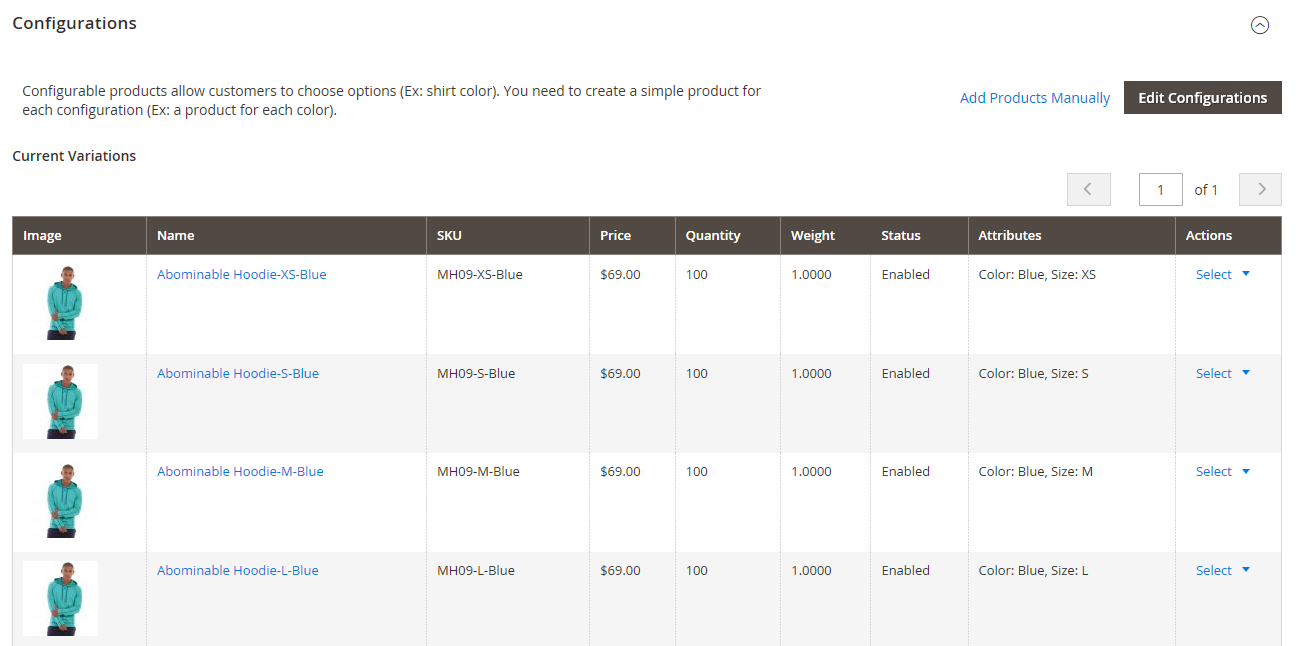 Configurations
Configurable products allow customers to choose options (Ex: shirt color). You need to create a simple product for
each configuration (Ex: a product for each color).
Add Products Manually
Edit Configurations
Current Variations
1 of 1
Image Name SKU Price Quantity Weight Status Attributes Actions
Abominable Hoodie-XS-Blue MH09-XS-Blue $69.00 100 1.0000 Enabled Color: Blue, Size: XS Select
Abominable Hoodie-S-Blue MH09-S-Blue $69.00 100 1.0000 Enabled Color: Blue, Size: S Select
Abominable Hoodie-M-Blue MH09-M-Blue $69.00 100 1.0000 Enabled Color: Blue, Size: M Select
Abominable Hoodie-L-Blue MH09-L-Blue $69.00 100 1.0000 Enabled Color: Blue, Size: L Select